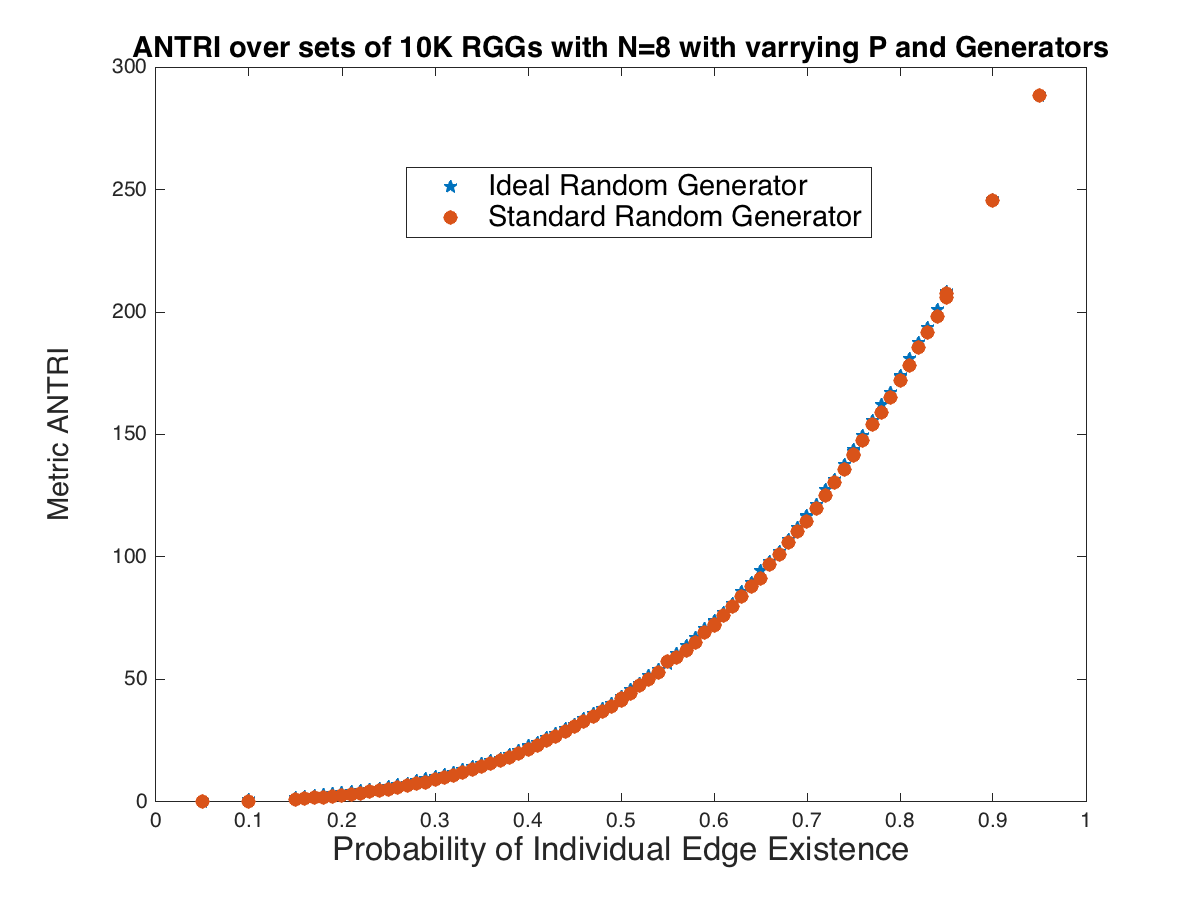 ANTRI over sets of 10K RGGs with N=8 with varrying P and Generators
300
250
200
150
100
50
0
Metric ANTRI
Ideal Random Generator
Standard Random Generator
0 0.1 0.2 0.3 0.4 0.5 0.6 0.7 0.8 0.9 1
Probability of Individual Edge Existence